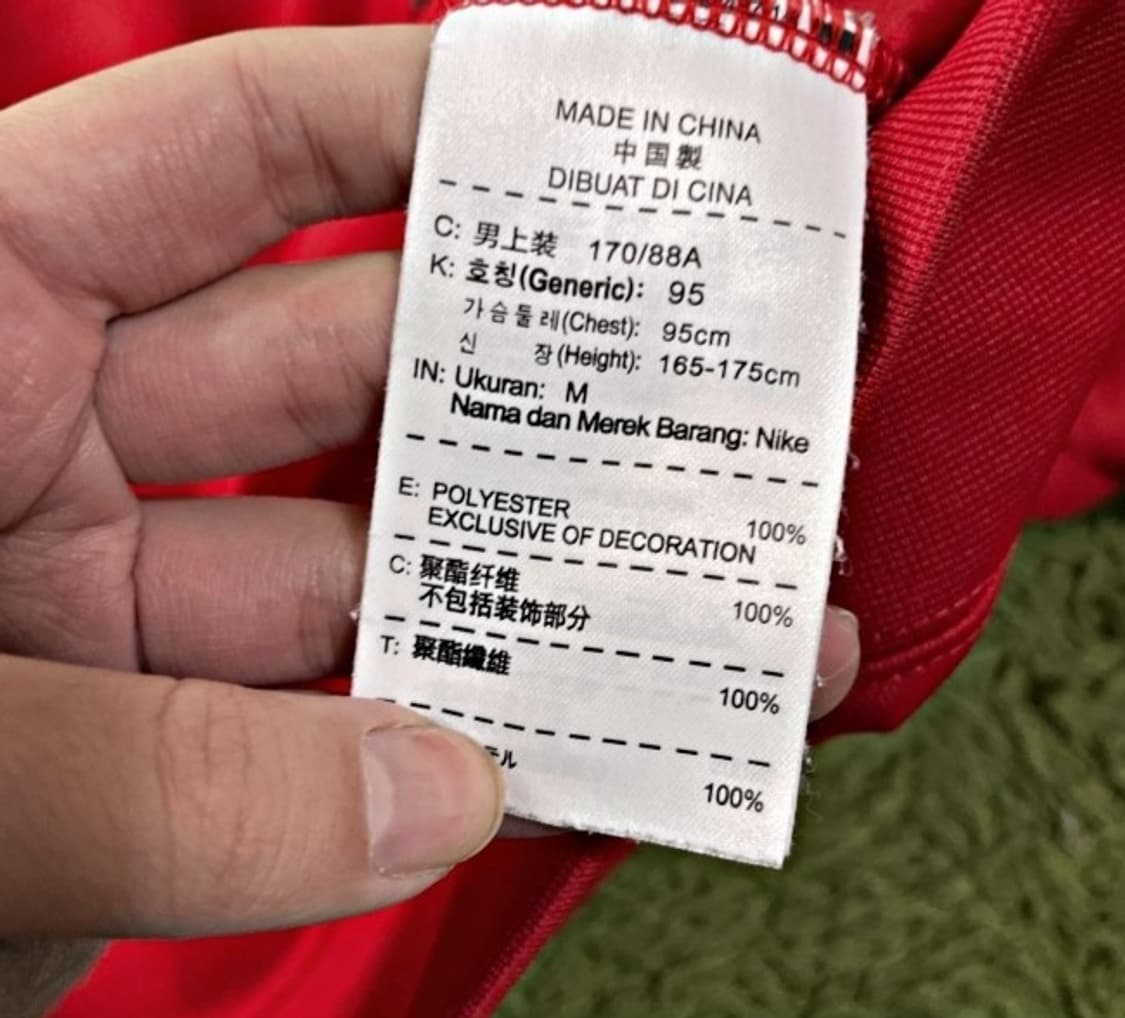 MADE IN CHINA
中国製
DIBUAT DI CINA
C: 男上装 170/88A
K: 호칭(Generic): 95
가슴둘레(Chest): 95cm
신 장(Height): 165-175cm
IN: Ukuran: M
Nama dan Merek Barang: Nike
E: POLYESTER 100%
EXCLUSIVE OF DECORATION
C: 聚酯纤维 100%
不包括装饰部分
T: 聚酯纖維 100%
テル 100%